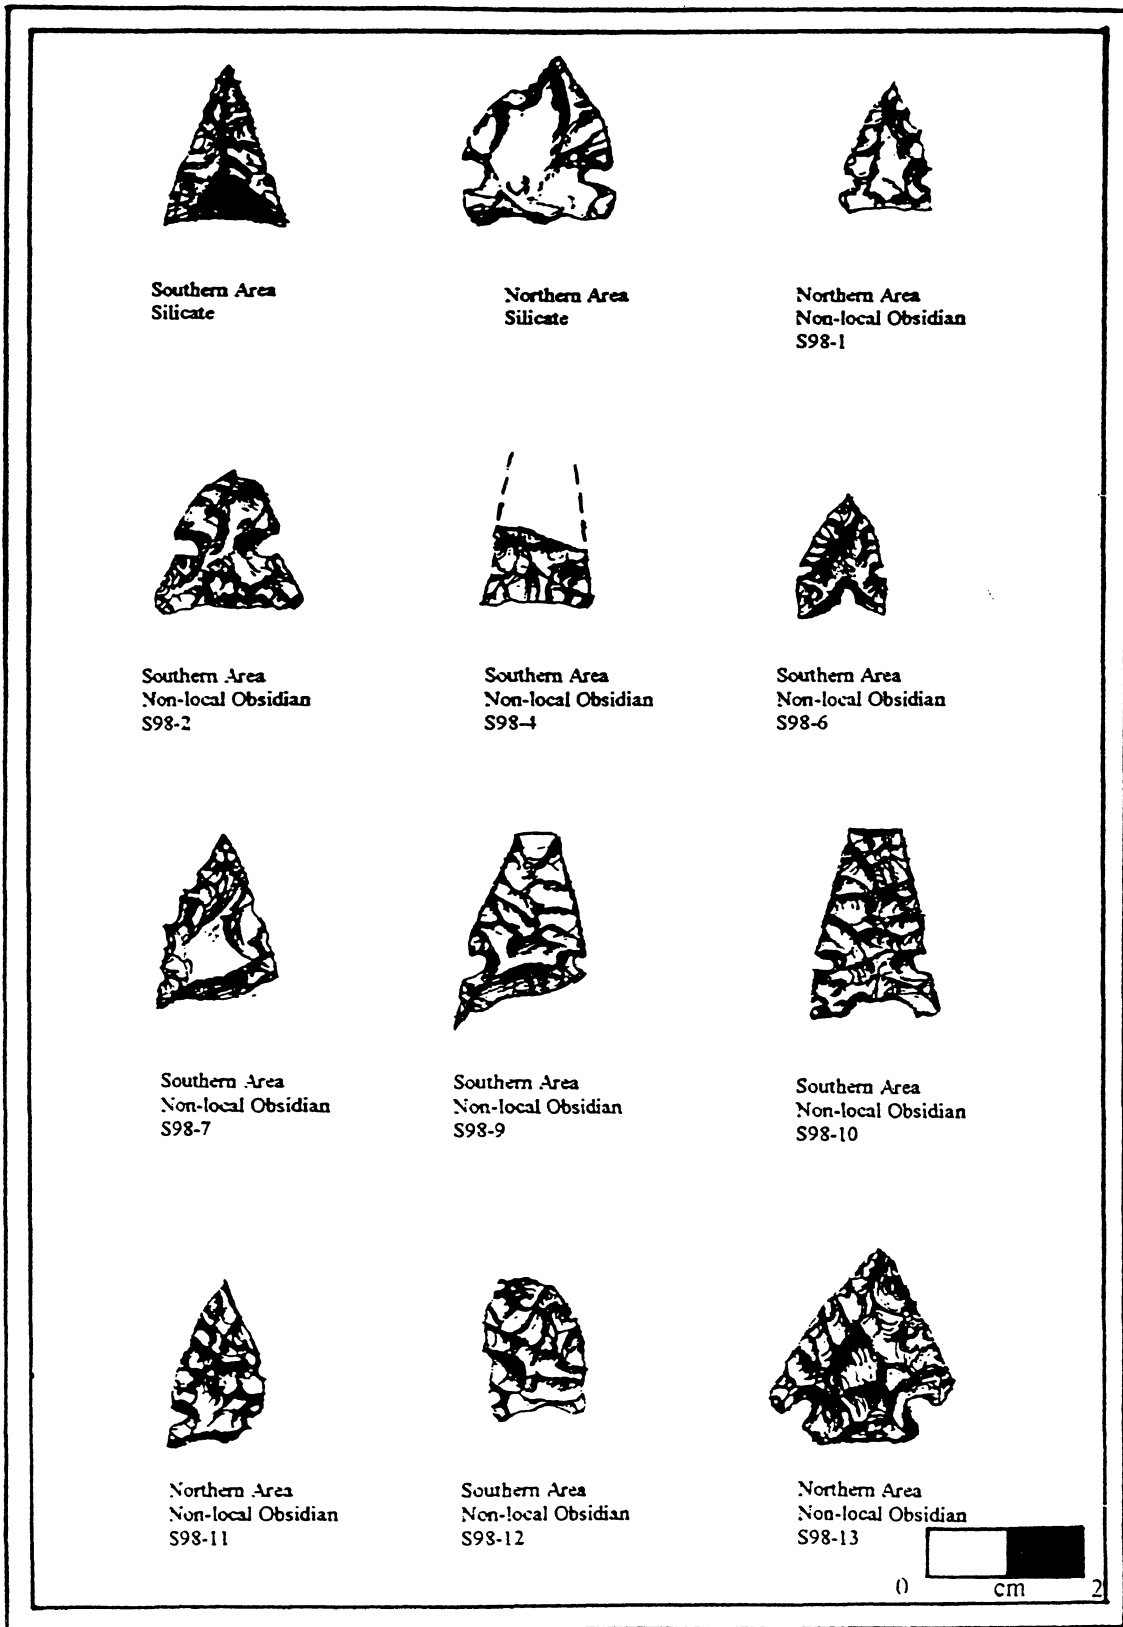 Southern Area
Silicate
Northern Area
Silicate
Northern Area
Non-local Obsidian
S98-1
Southern Area
Non-local Obsidian
S98-2
Southern Area
Non-local Obsidian
S98-4
Southern Area
Non-local Obsidian
S98-6
Southern Area
Non-local Obsidian
S98-7
Southern Area
Non-local Obsidian
S98-9
Southern Area
Non-local Obsidian
S98-10
Northern Area
Non-local Obsidian
S98-11
Southern Area
Non-local Obsidian
S98-12
Northern Area
Non-local Obsidian
S98-13
0 cm 2